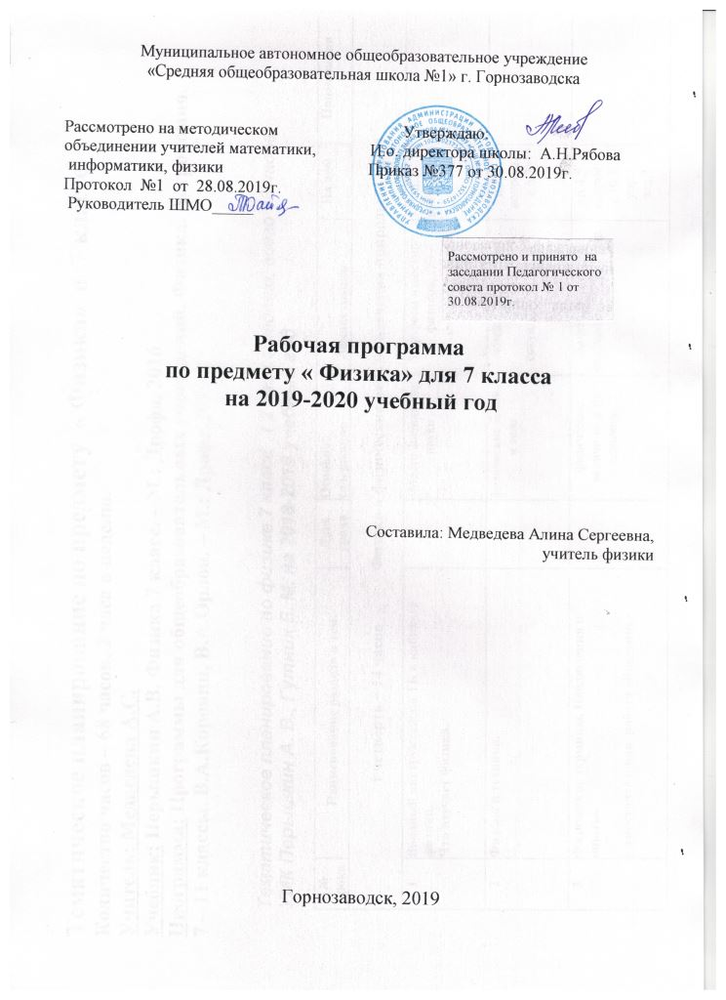 Муниципальное автономное общеобразовательное учреждение
«Средняя общеобразовательная школа №1» г. Горнозаводска
Рассмотрено на методическом
объединении учителей математики,
информатики, физики
Протокол №1 от 28.08.2019г.
Руководитель ШМО_____
Утверждаю:
И.о. директора школы: А.Н.Рябова
Приказ №377 от 30.08.2019г.
Рассмотрено и принято на
заседании Педагогического
совета протокол № 1 от
30.08.2019г.
Рабочая программа
по предмету « Физика» для 7 класса
на 2019-2020 учебный год
Составила: Медведева Алина Сергеевна,
учитель физики
Горнозаводск, 2019